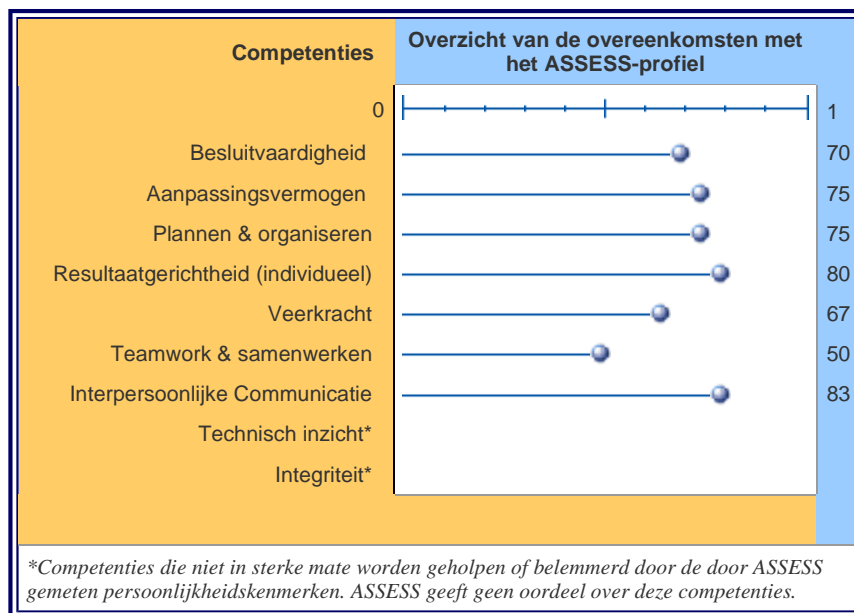 Competenties
Overzicht van de overeenkomsten met
het ASSESS-profiel
0 1
Besluitvaardigheid 70
Aanpassingsvermogen 75
Plannen & organiseren 75
Resultaatgerichtheid (individueel) 80
Veerkracht 67
Teamwork & samenwerken 50
Interpersoonlijke Communicatie 83
Technisch inzicht*
Integriteit*
*Competenties die niet in sterke mate worden geholpen of belemmerd door de door ASSESS
gemeten persoonlijkheidskenmerken. ASSESS geeft geen oordeel over deze competenties.